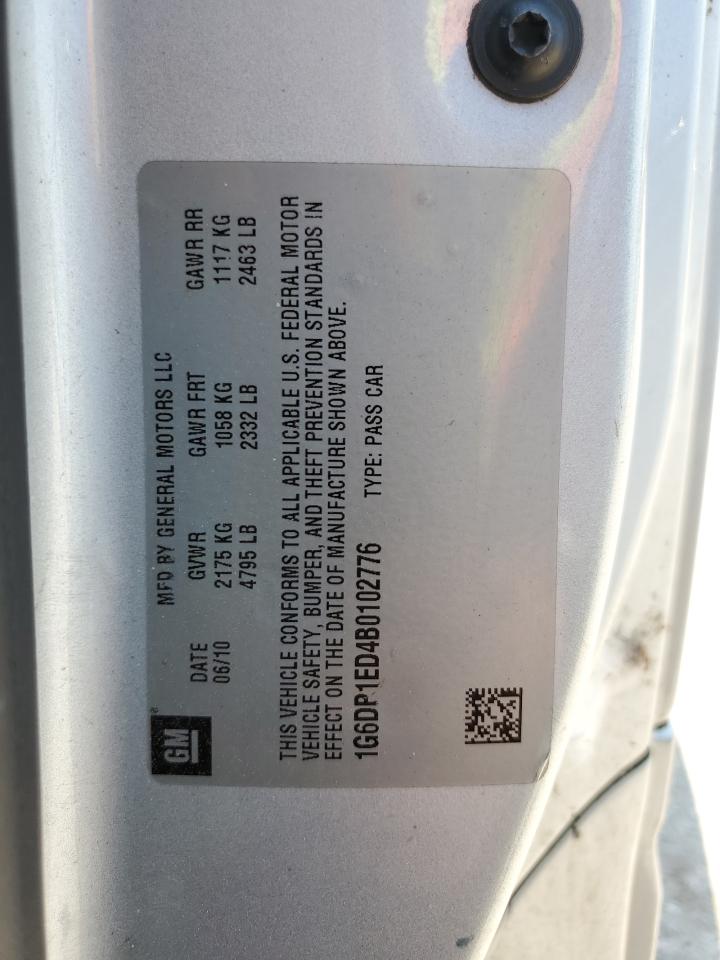 MFD BY GENERAL MOTORS LLC
DATE GVWR GAWR FRT GAWR RR
06/10 2175 KG 1058 KG 1117 KG
4795 LB 2332 LB 2463 LB
GM®
THIS VEHICLE CONFORMS TO ALL APPLICABLE U.S. FEDERAL MOTOR
VEHICLE SAFETY, BUMPER, AND THEFT PREVENTION STANDARDS IN
EFFECT ON THE DATE OF MANUFACTURE SHOWN ABOVE.
1G6DP1ED4B0102776 TYPE: PASS CAR